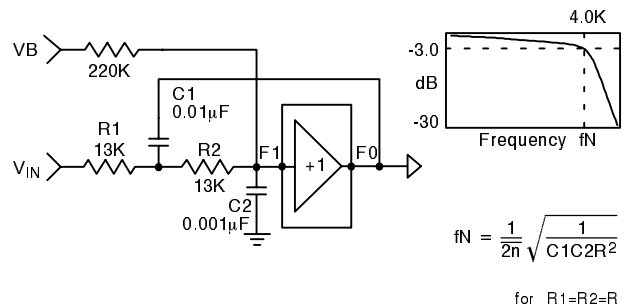 VB
220K
C1
0.01µF
R1
13K
VIN
R2
13K
F1
+1
F0
C2
0.001µF
4.0K
-3.0
dB
-30
Frequency fN
fN = 1/2n √1/C1C2R²
for R1=R2=R